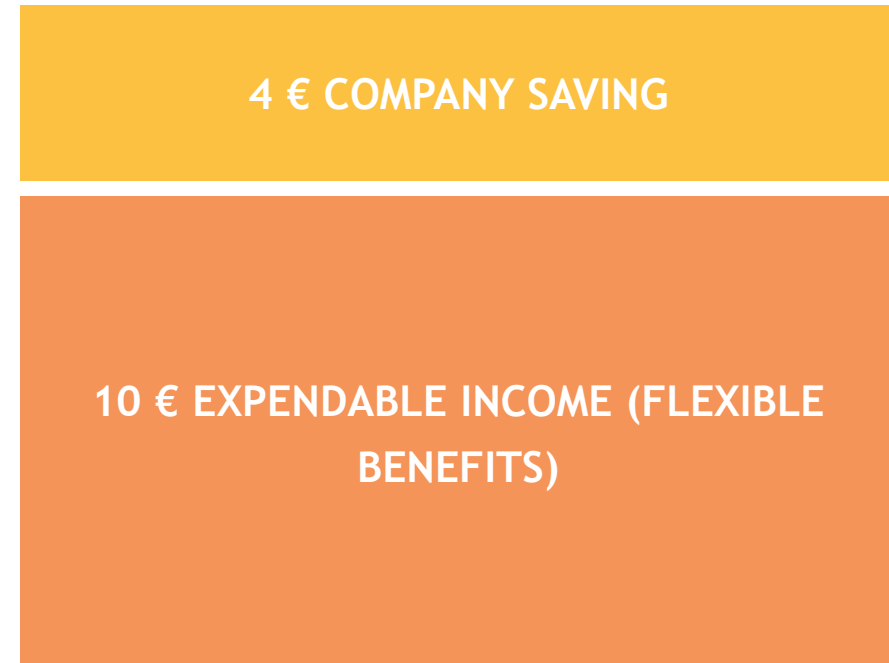 4 € COMPANY SAVING
10 € EXPENDABLE INCOME (FLEXIBLE
BENEFITS)